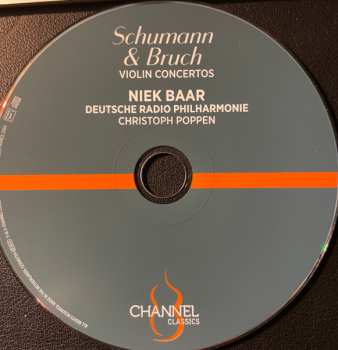 Schumann
& Bruch
VIOLIN CONCERTOS
NIEK BAAR
DEUTSCHE RADIO PHILHARMONIE
CHRISTOPH POPPEN
CHANNEL
CLASSICS